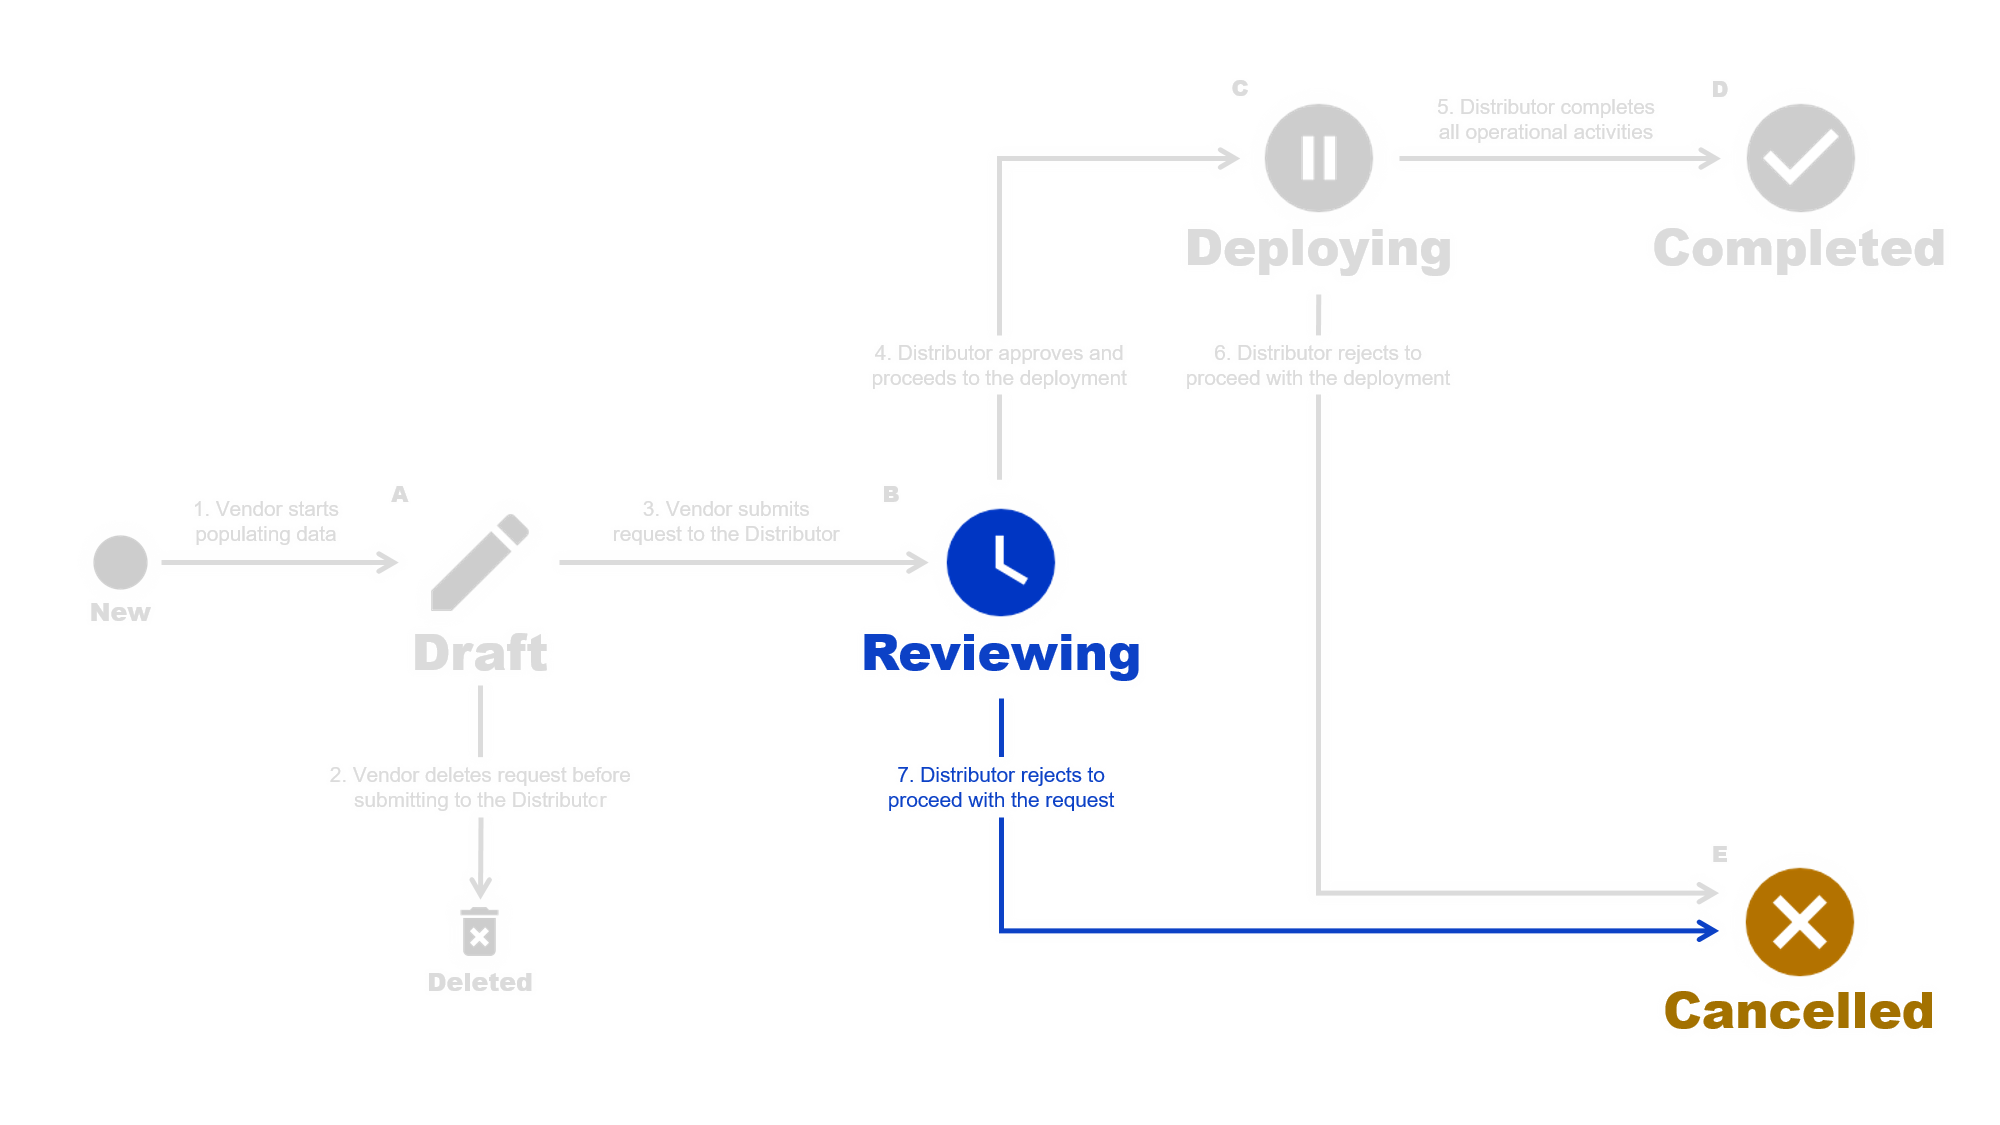 C
D
5. Distributor completes
all operational activities
Deploying
Completed
4. Distributor approves and
proceeds to the deployment
6. Distributor rejects to
proceed with the deployment
A
B
1. Vendor starts
populating data
3. Vendor submits
request to the Distributor
New
Draft
Reviewing
2. Vendor deletes request before
submitting to the Distributor
7. Distributor rejects to
proceed with the request
E
Deleted
Cancelled